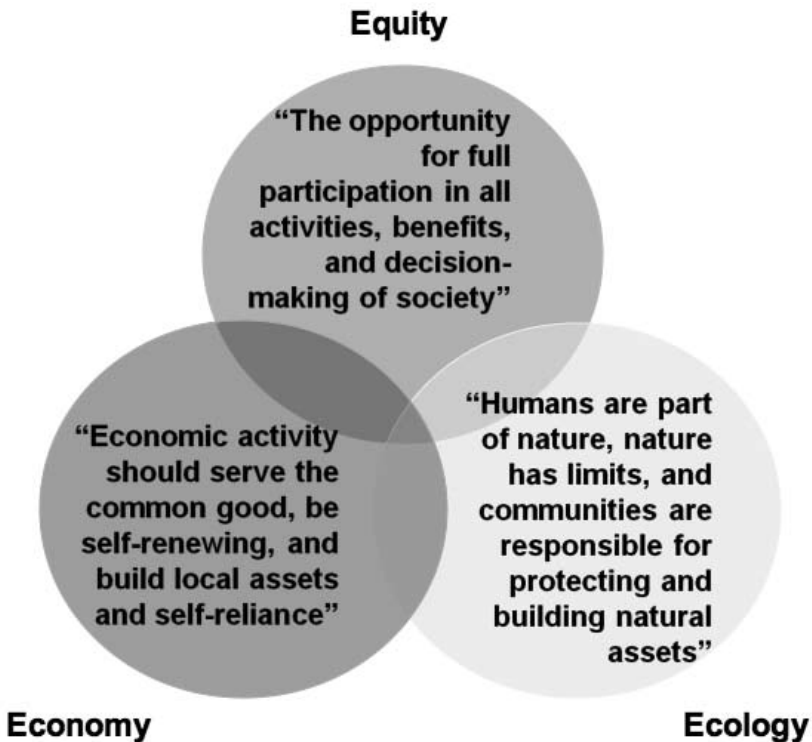 Equity
“The opportunity
for full
participation in all
activities, benefits,
and decision-
making of society”
“Economic activity
should serve the
common good, be
self-renewing, and
build local assets
and self-reliance”
“Humans are part
of nature, nature
has limits, and
communities are
responsible for
protecting and
building natural
assets”
Economy
Ecology